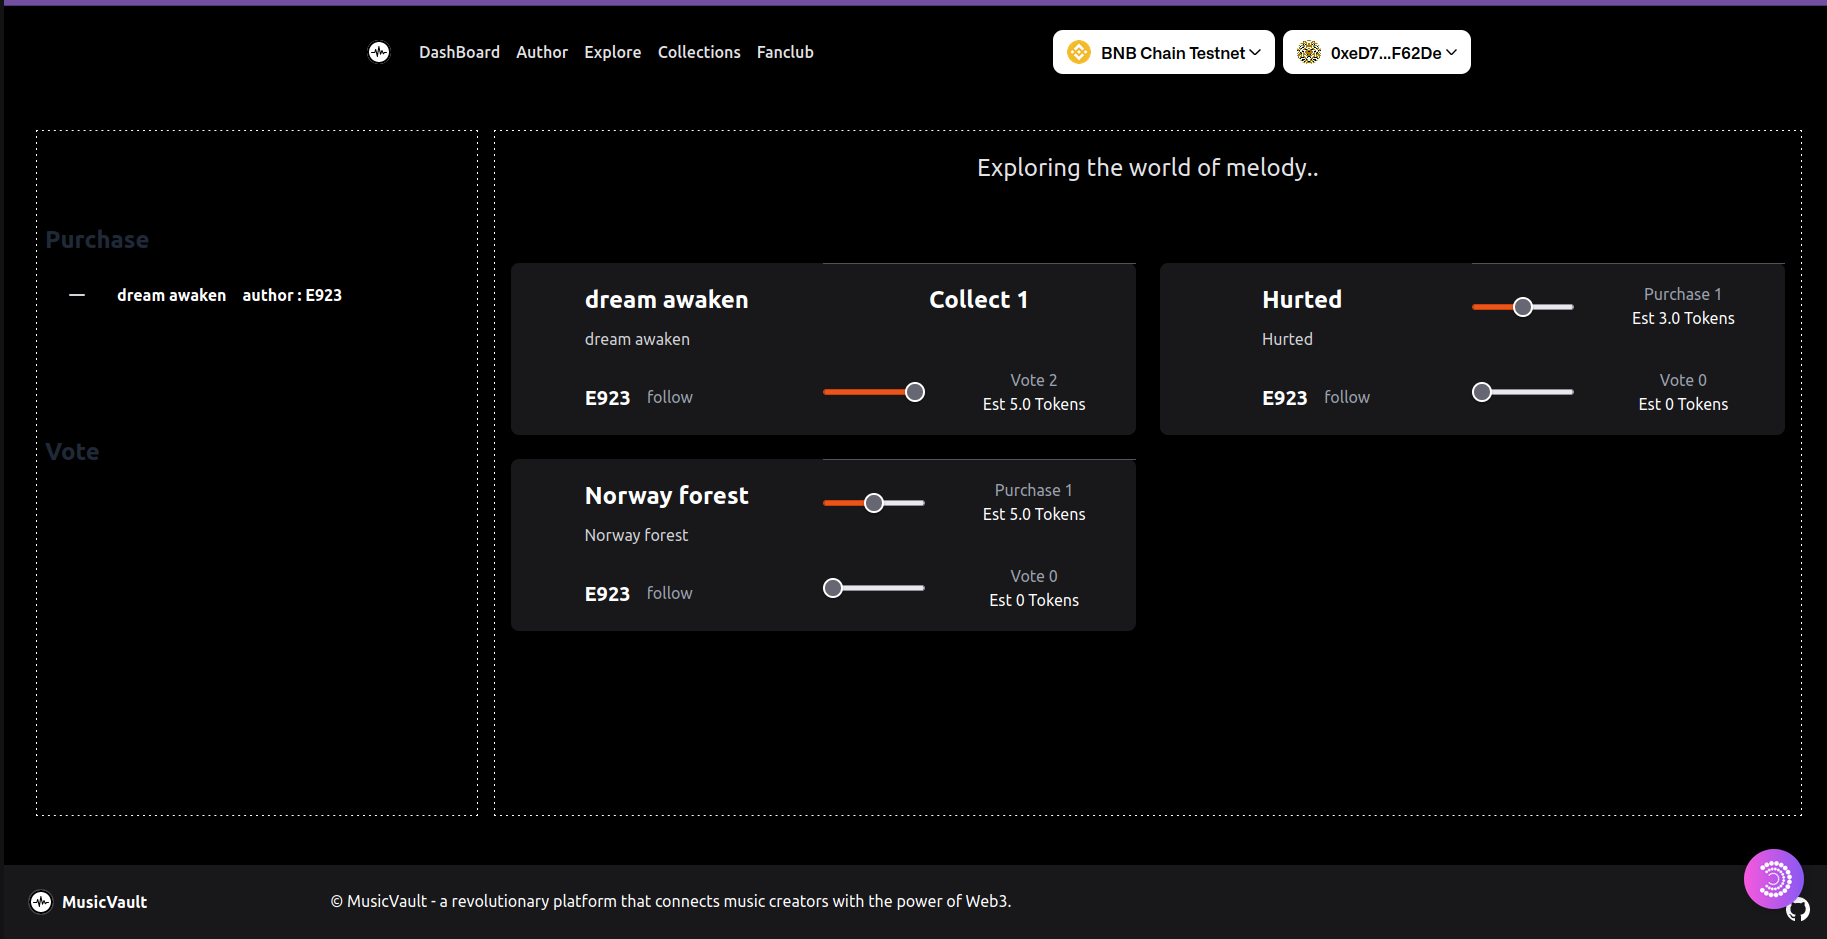 DashBoard Author Explore Collections Fanclub
BNB Chain Testnet
0xeD7...F62De
Purchase
dream awaken author : E923
Vote
Exploring the world of melody..
dream awaken
Collect 1
dream awaken
E923 follow
Vote 2
Est 5.0 Tokens
Hurted
Purchase 1
Est 3.0 Tokens
Hurted
E923 follow
Vote 0
Est 0 Tokens
Norway forest
Purchase 1
Est 5.0 Tokens
Norway forest
E923 follow
Vote 0
Est 0 Tokens
MusicVault
© MusicVault - a revolutionary platform that connects music creators with the power of Web3.